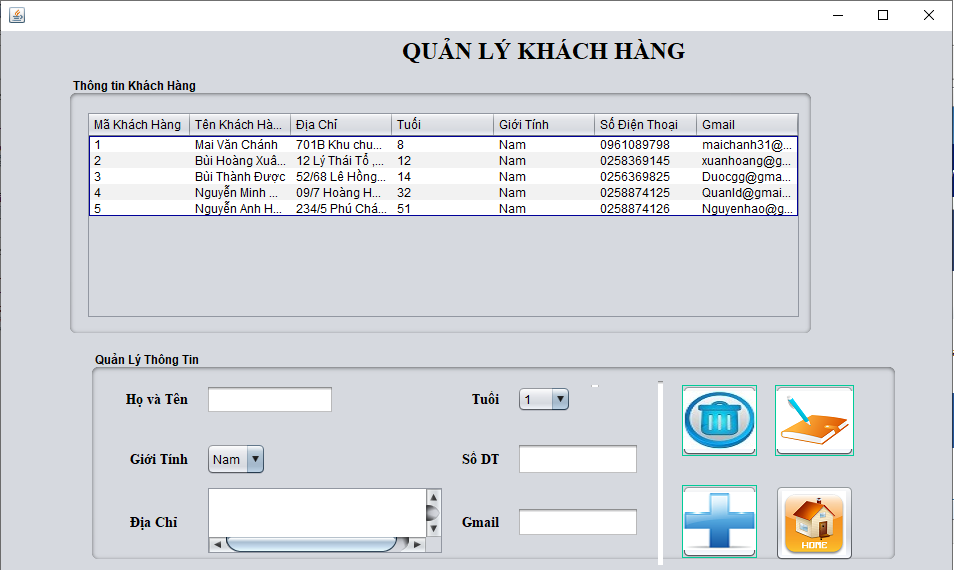 QUẢN LÝ KHÁCH HÀNG
Thông tin Khách Hàng
Mã Khách Hàng Tên Khách Hà... Địa Chỉ Tuổi Giới Tính Số Điện Thoại Gmail
1 Mai Văn Chánh 701B Khu chu... 8 Nam 0961089798 maichanh31@...
2 Bùi Hoàng Xuâ... 12 Lý Thái Tổ ,... 12 Nam 0258369145 xuanhoang@g...
3 Bùi Thành Được 52/68 Lê Hồng... 14 Nam 0256369825 Duocgg@gma...
4 Nguyễn Minh ... 09/7 Hoàng H... 32 Nam 0258874125 Quanld@gmai...
5 Nguyễn Anh H... 234/5 Phú Chá... 51 Nam 0258874126 Nguyenhao@g...
Quản Lý Thông Tin
Họ và Tên Tuổi 1
Giới Tính Nam Số DT
Địa Chỉ Gmail
HOME